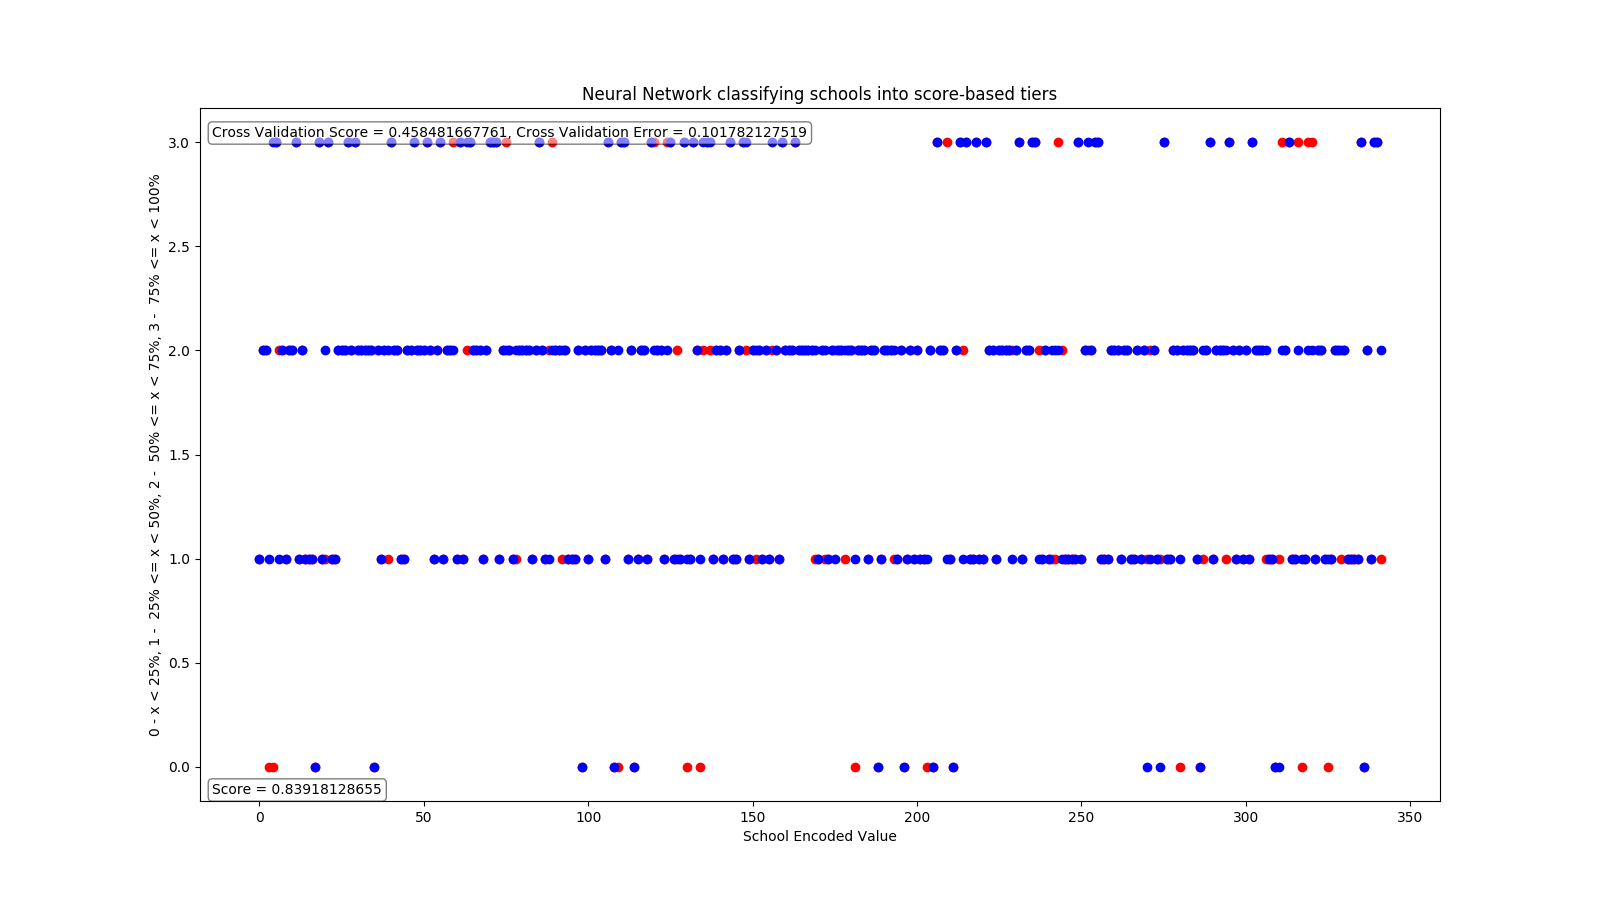 Neural Network classifying schools into score-based tiers
Cross Validation Score = 0.458481667761, Cross Validation Error = 0.101782127519
3.0
2.5
2.0
1.5
1.0
0.5
0.0
0 - x < 25%, 1 -  25% <= x < 50%, 2 -  50% <= x < 75%, 3 -  75% <= x < 100%
Score = 0.83918128655
0 50 100 150 200 250 300 350
School Encoded Value